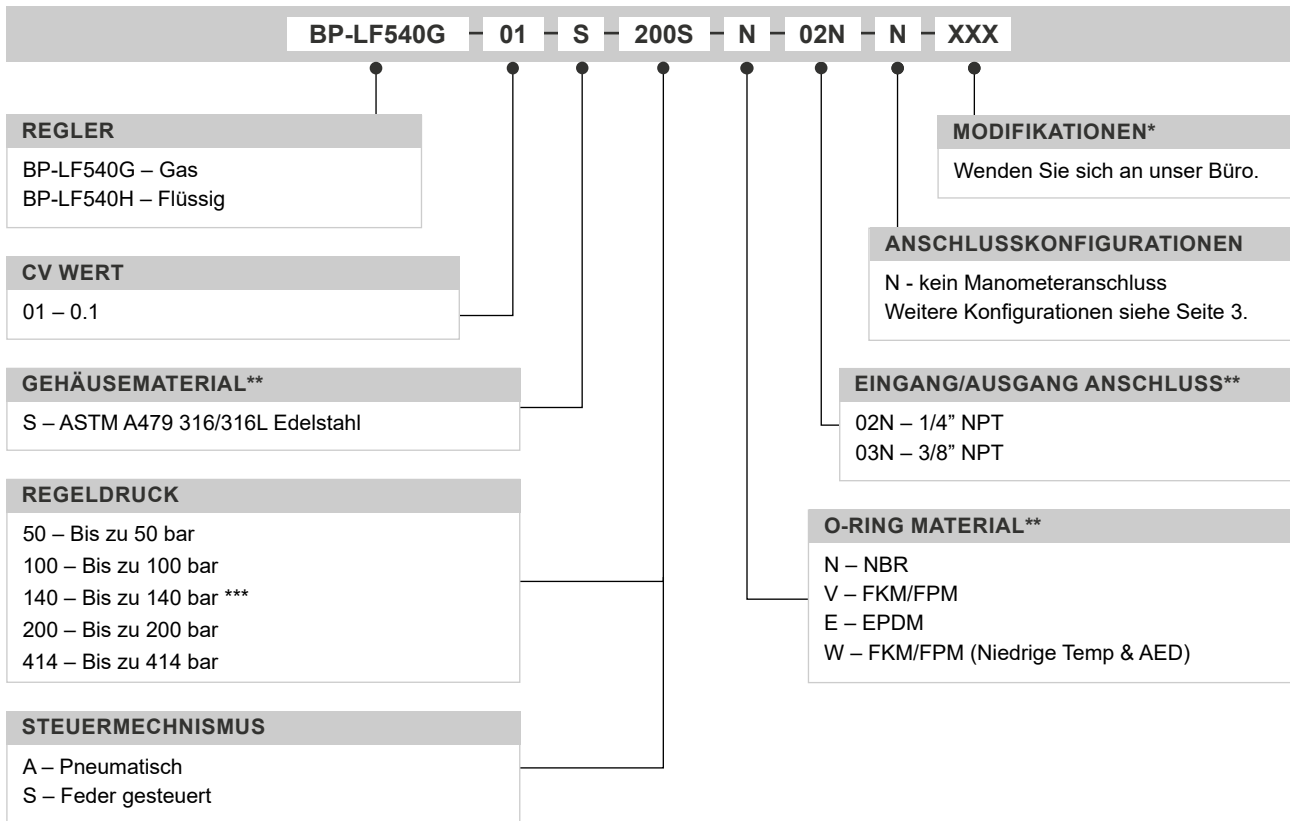 BP-LF540G 01 S 200S N 02N N XXX
REGLER
BP-LF540G – Gas
BP-LF540H – Flüssig
CV WERT
01 – 0.1
GEHÄUSEMATERIAL**
S – ASTM A479 316/316L Edelstahl
REGELDRUCK
50 – Bis zu 50 bar
100 – Bis zu 100 bar
140 – Bis zu 140 bar ***
200 – Bis zu 200 bar
414 – Bis zu 414 bar
STEUERMECHNISMUS
A – Pneumatisch
S – Feder gesteuert
MODIFIKATIONEN*
Wenden Sie sich an unser Büro.
ANSCHLUSSKONFIGURATIONEN
N - kein Manometeranschluss
Weitere Konfigurationen siehe Seite 3.
EINGANG/AUSGANG ANSCHLUSS**
02N – 1/4” NPT
03N – 3/8” NPT
O-RING MATERIAL**
N – NBR
V – FKM/FPM
E – EPDM
W – FKM/FPM (Niedrige Temp & AED)